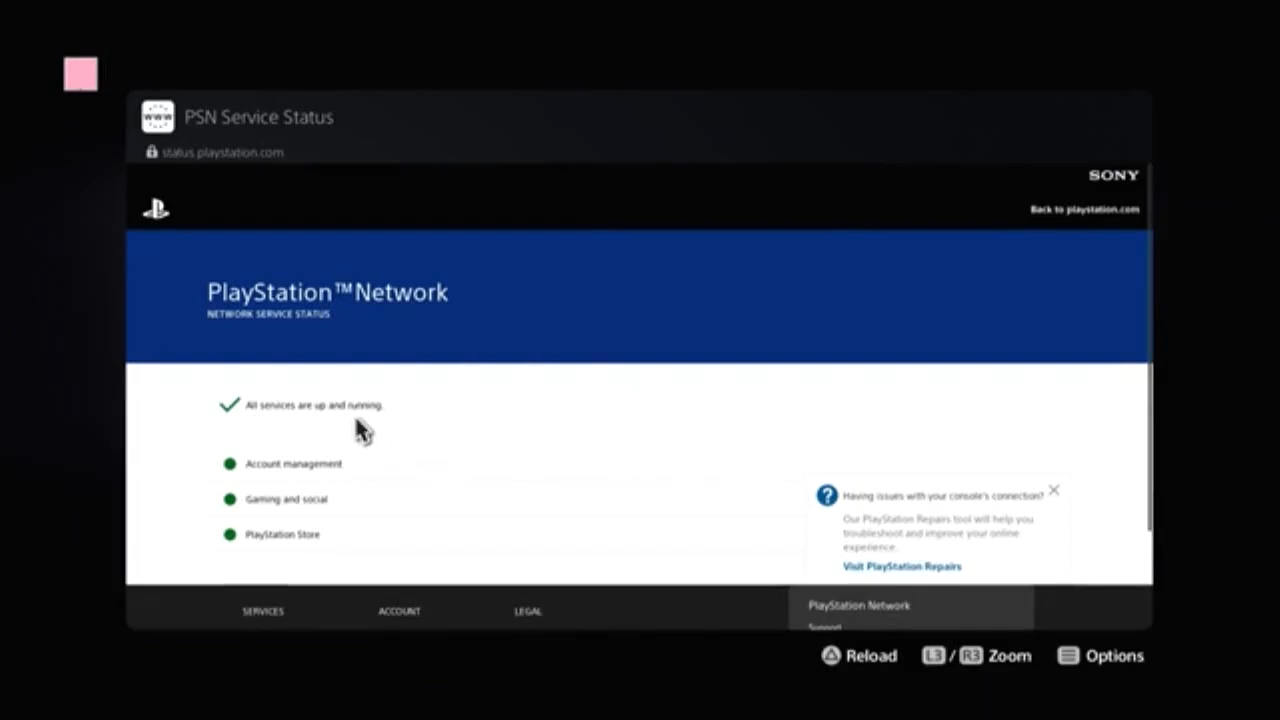 www
PSN Service Status
status.playstation.com
SONY
Back to playstation.com
PlayStation™Network
NETWORK SERVICE STATUS
All services are up and running.
Account management
Gaming and social
PlayStation Store
Having issues with your console's connection?
Our PlayStation Repairs tool will help you
troubleshoot and improve your online
experience.
Visit PlayStation Repairs
SERVICES
ACCOUNT
LEGAL
PlayStation Network
Support
Reload
L3 / R3 Zoom
Options